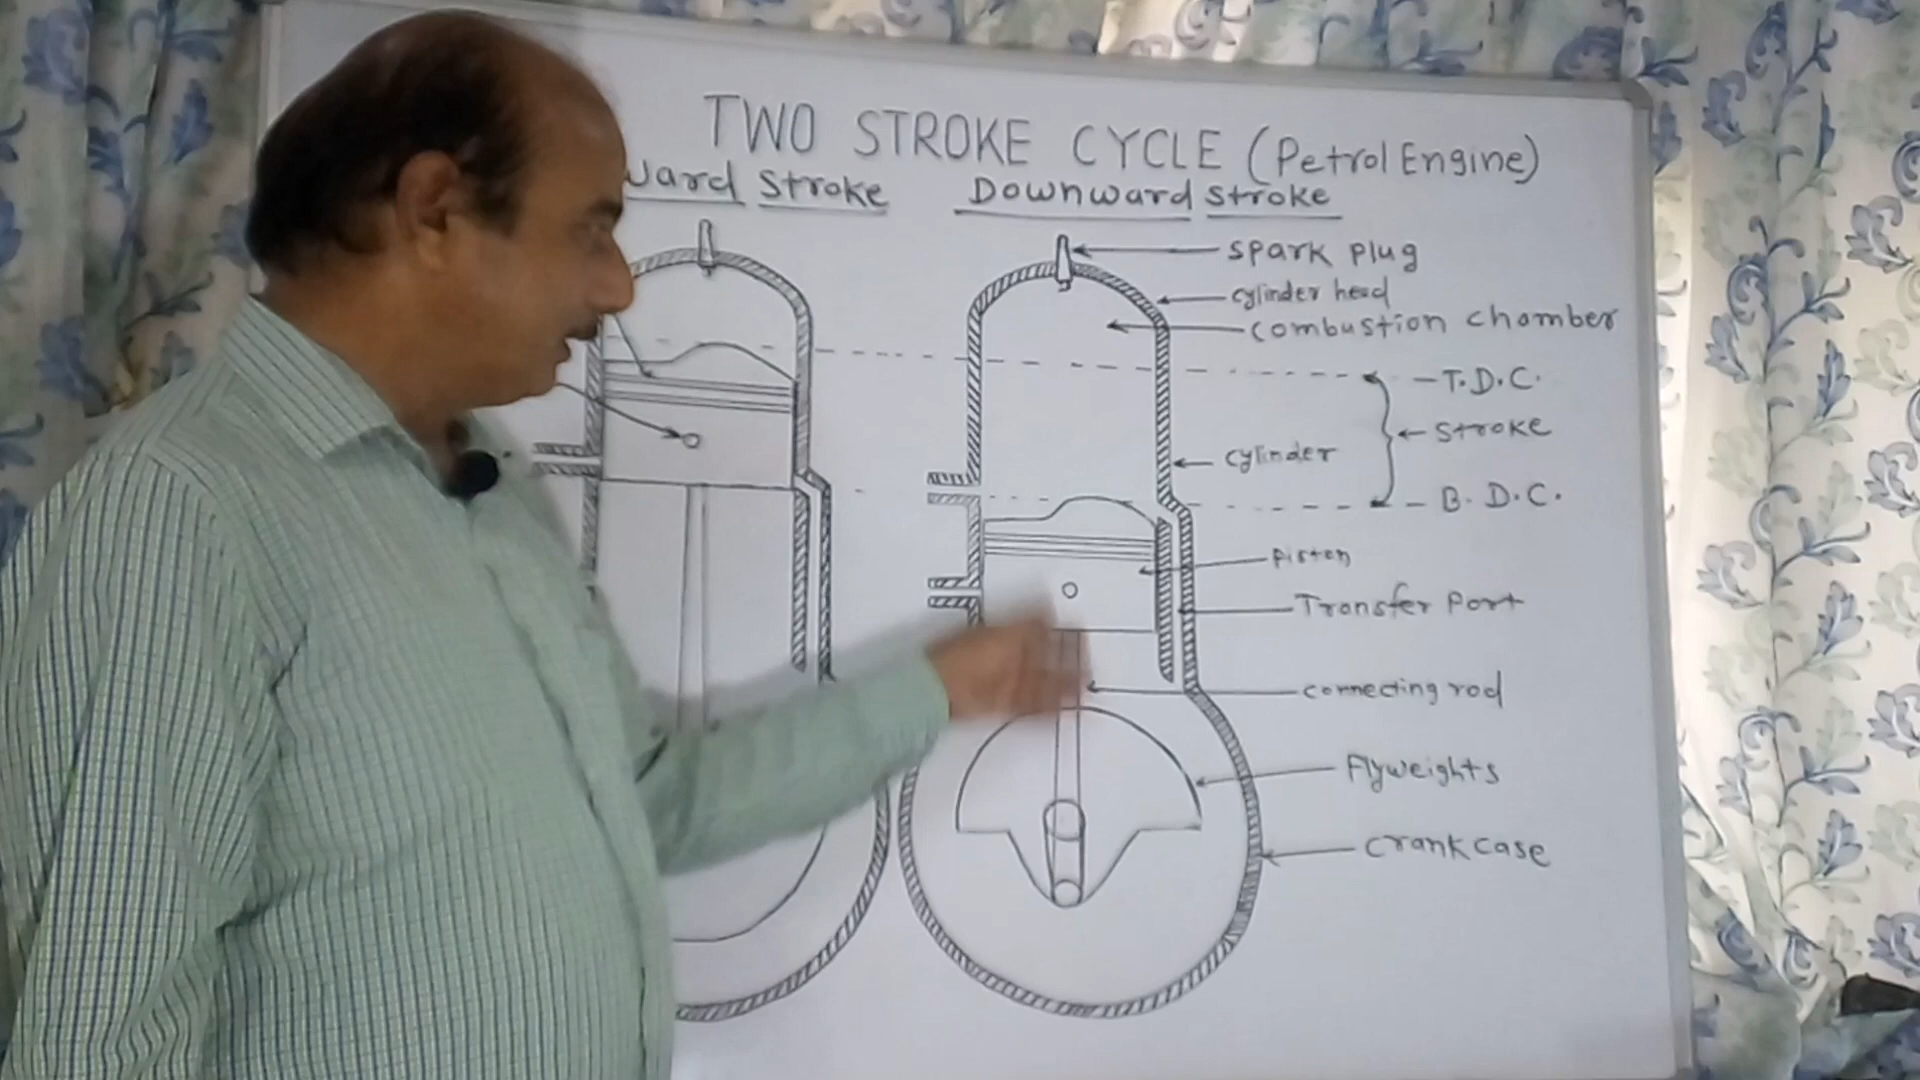 TWO STROKE CYCLE (Petrol Engine)
ward Stroke
Downward Stroke
spark plug
cylinder head
combustion chamber
T.D.C.
Stroke
cylinder
B.D.C.
Piston
Transfer Port
connecting rod
Flyweights
crank case